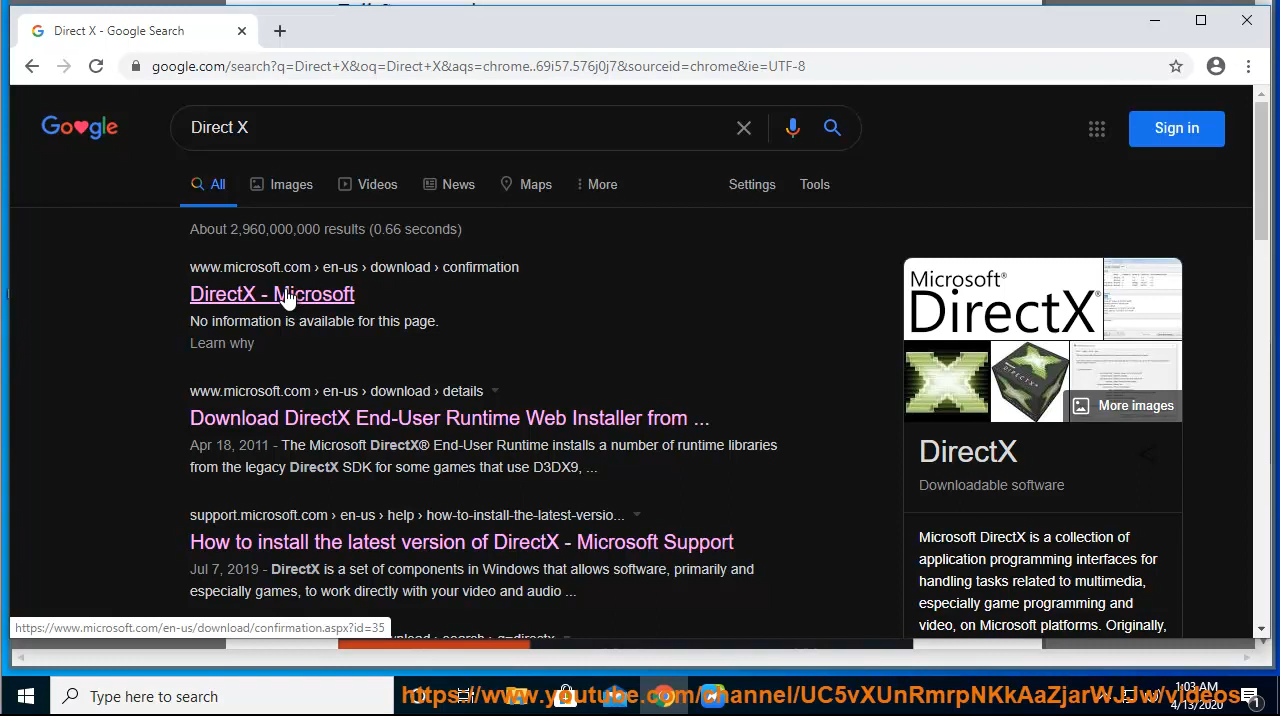 Direct X - Google Search
google.com/search?q=Direct+X&oq=Direct+X&aqs=chrome..69i57.576j0j7&sourceid=chrome&ie=UTF-8
Go♥gle
Direct X
Sign in
All Images Videos News Maps More Settings Tools
About 2,960,000,000 results (0.66 seconds)
www.microsoft.com › en-us › download › confirmation
DirectX - Microsoft
No information is available for this page.
Learn why
www.microsoft.com › en-us › download › details
Download DirectX End-User Runtime Web Installer from ...
Apr 18, 2011 - The Microsoft DirectX® End-User Runtime installs a number of runtime libraries
from the legacy DirectX SDK for some games that use D3DX9, ...
support.microsoft.com › en-us › help › how-to-install-the-latest-versio...
How to install the latest version of DirectX - Microsoft Support
Jul 7, 2019 - DirectX is a set of components in Windows that allows software, primarily and
especially games, to work directly with your video and audio ...
Microsoft®
DirectX®
More images
DirectX
Downloadable software
Microsoft DirectX is a collection of
application programming interfaces for
handling tasks related to multimedia,
especially game programming and
video, on Microsoft platforms. Originally,
https://www.microsoft.com/en-us/download/confirmation.aspx?id=35
Type here to search
https://www.youtube.com/channel/UC5vXUnRmrpNKkAaZjarWJJw/videos
1:03 AM
4/13/2020
1